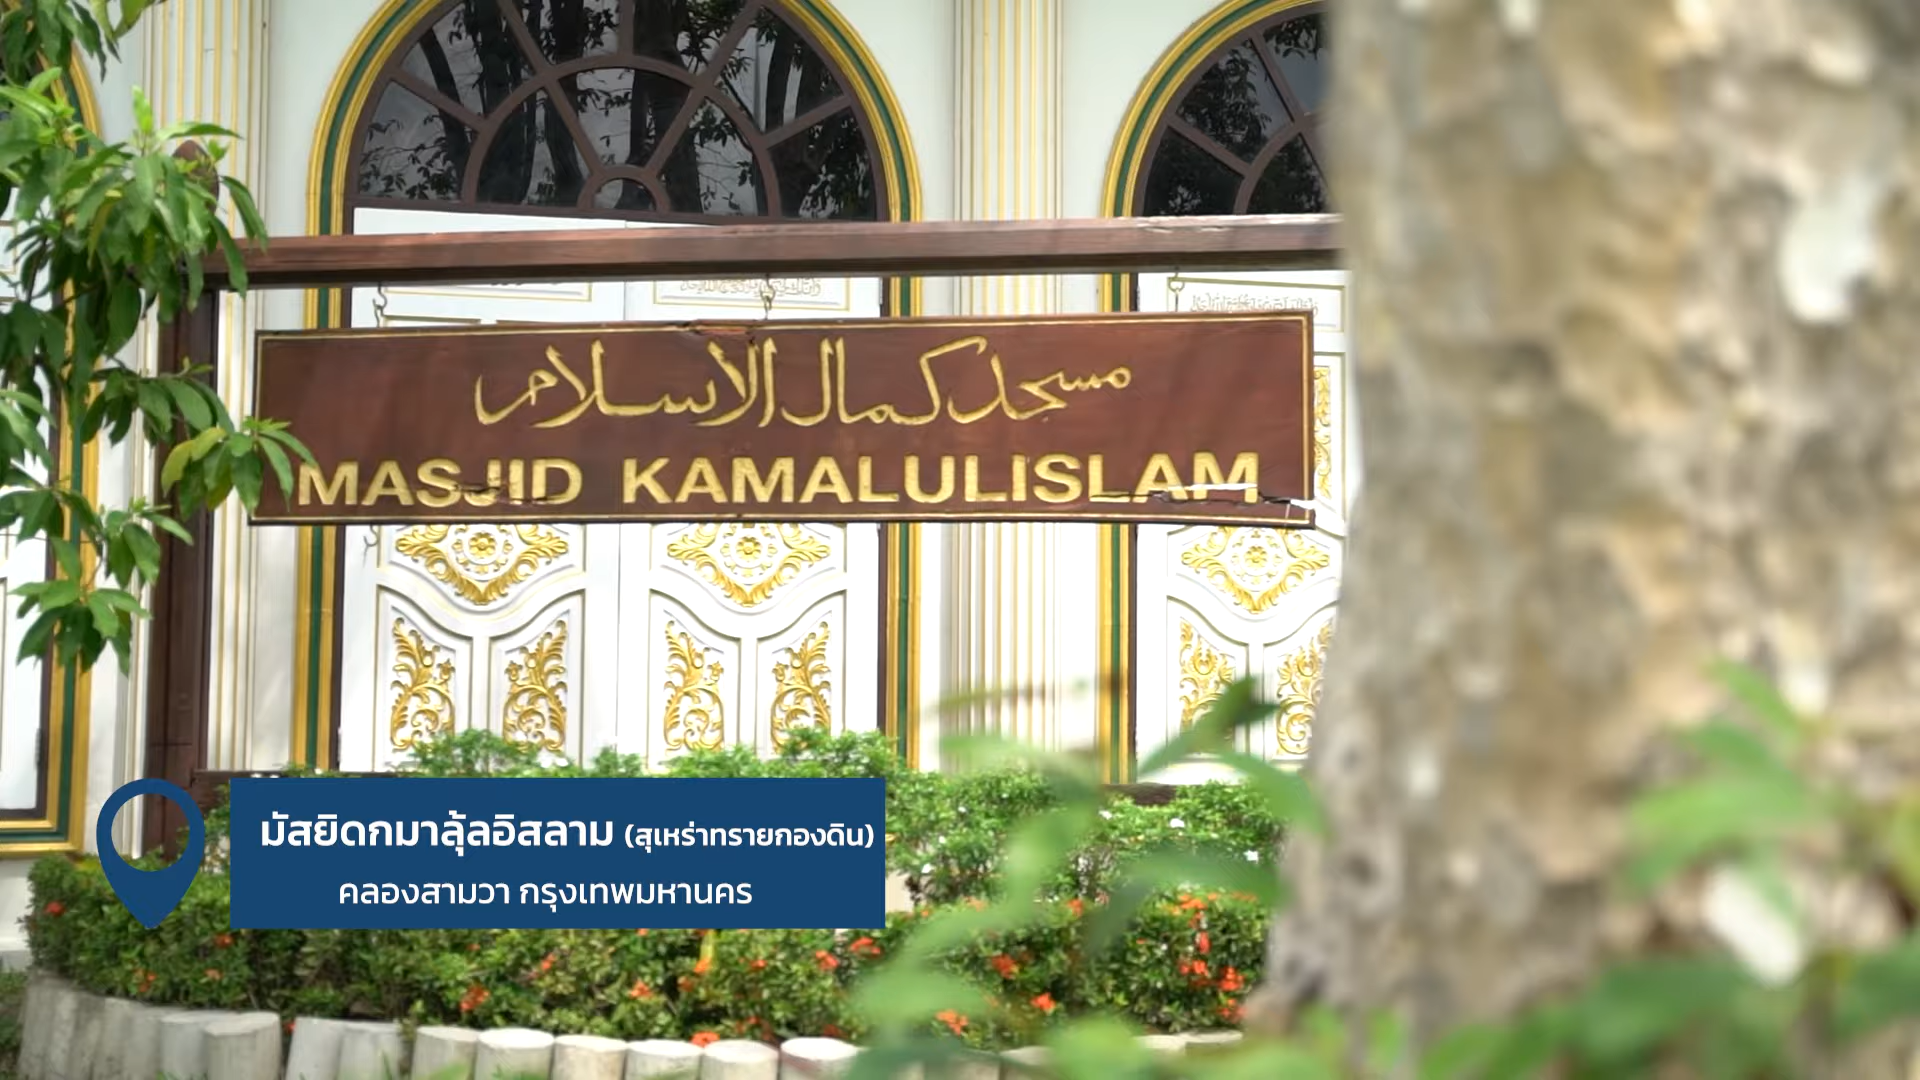 مسجد كمال الاسلام
MASJID KAMALULISLAM
มัสยิดกมาลุ้ลอิสลาม (สุเหร่าทรายกองดิน)
คลองสามวา กรุงเทพมหานคร